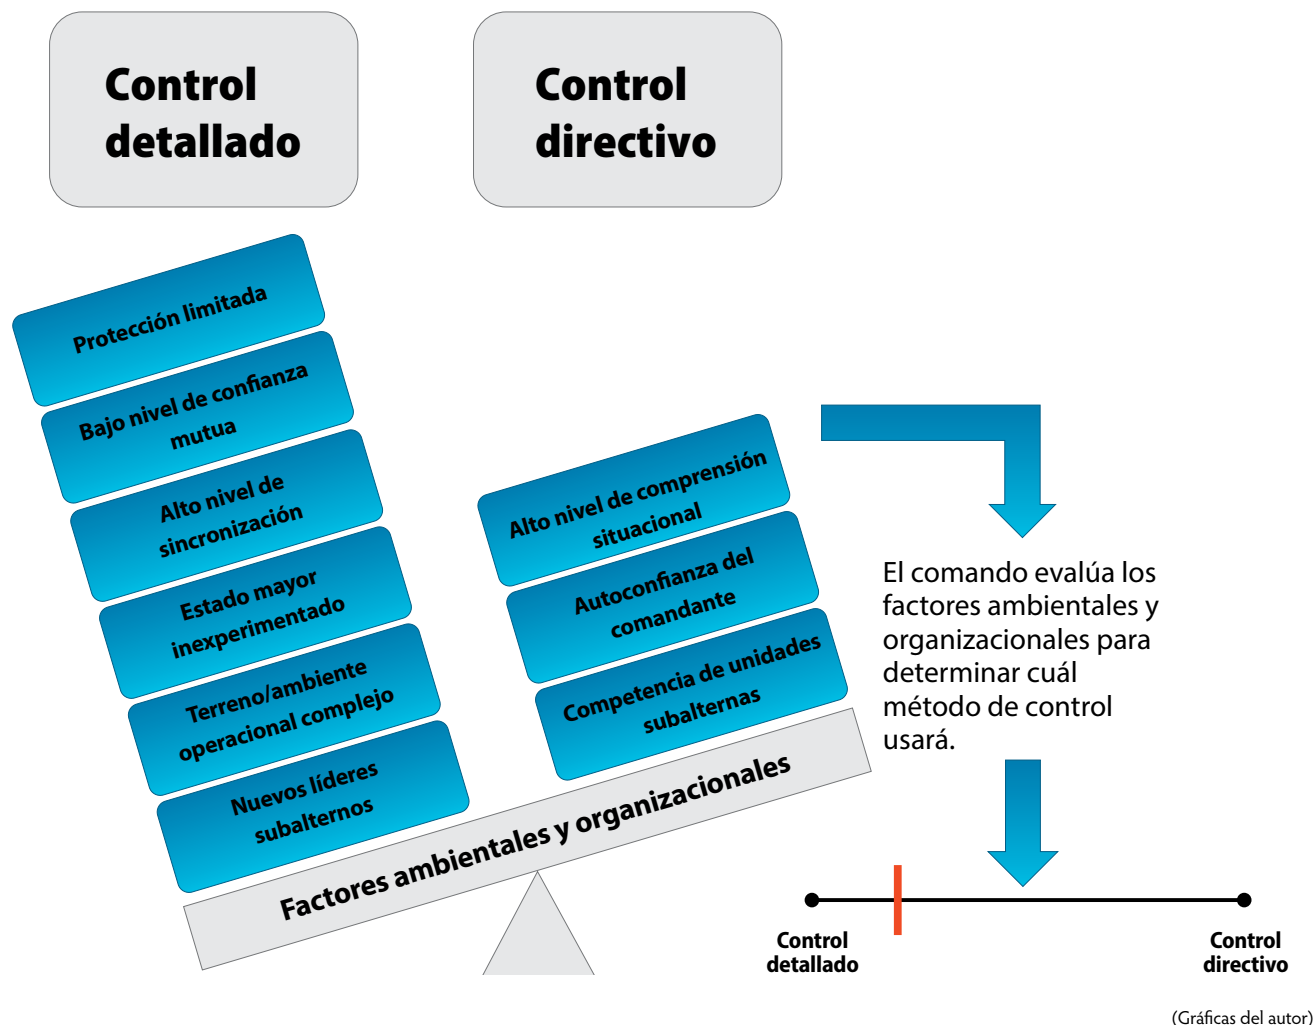 Control
detallado
Control
directivo
Protección limitada
Bajo nivel de confianza
mutua
Alto nivel de
sincronización
Estado mayor
inexperimentado
Terreno/ambiente
operacional complejo
Nuevos líderes
subalternos
Alto nivel de comprensión
situacional
Autoconfianza del
comandante
Competencia de unidades
subalternas
Factores ambientales y organizacionales
El comando evalúa los
factores ambientales y
organizacionales para
determinar cuál
método de control
usará.
Control
detallado
Control
directivo
(Gráficas del autor)